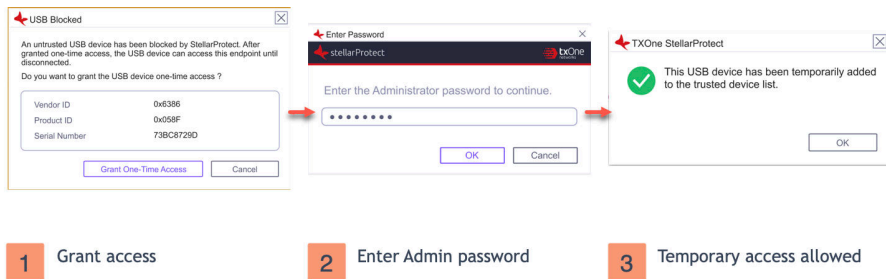 USB Blocked
An untrusted USB device has been blocked by StellarProtect. After
granted one-time access, the USB device can access this endpoint until
disconnected.
Do you want to grant the USB device one-time access ?
Vendor ID 0x6386
Product ID 0x058F
Serial Number 73BC8729D
Grant One-Time Access Cancel
Enter Password
stellarProtect txOne
networks
Enter the Administrator password to continue.
OK Cancel
TXOne StellarProtect
This USB device has been temporarily added
to the trusted device list.
OK
1 Grant access
2 Enter Admin password
3 Temporary access allowed